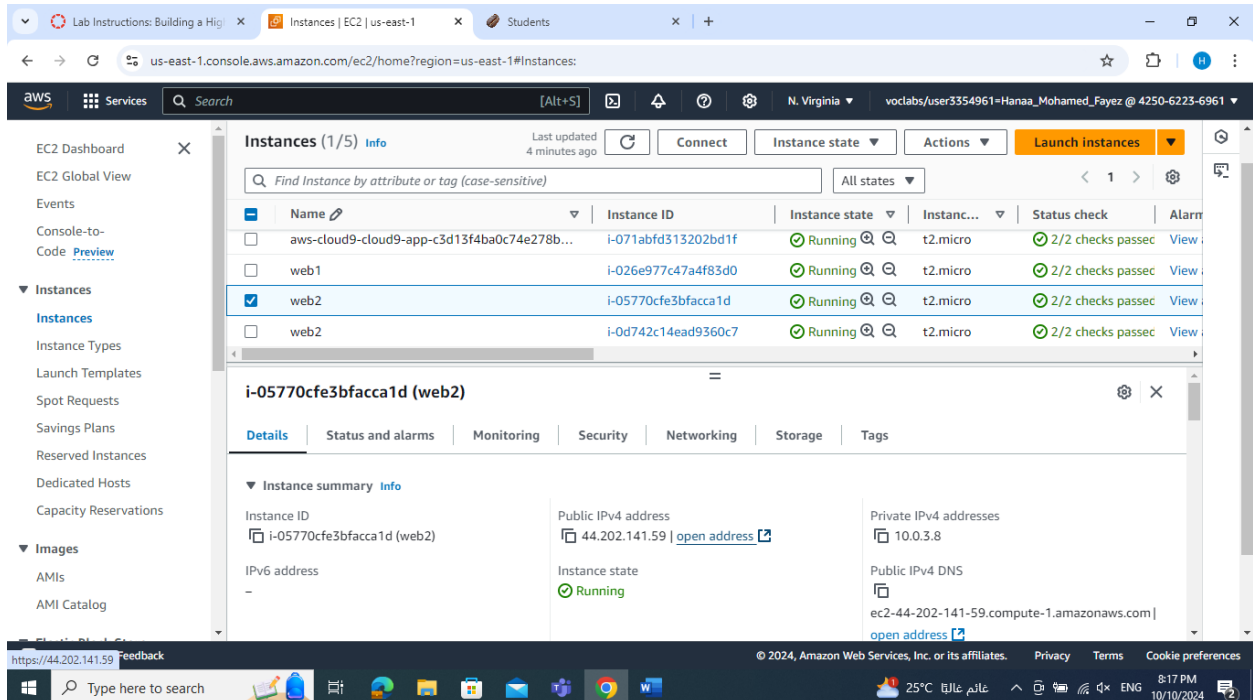 Lab Instructions: Building a Hig
Instances | EC2 | us-east-1
Students
us-east-1.console.aws.amazon.com/ec2/home?region=us-east-1#Instances:
H
aws
Services
Search
[Alt+S]
N. Virginia
voclabs/user3354961=Hanaa_Mohamed_Fayez @ 4250-6223-6961
EC2 Dashboard
EC2 Global View
Events
Console-to-
Code Preview
Instances
Instances
Instance Types
Launch Templates
Spot Requests
Savings Plans
Reserved Instances
Dedicated Hosts
Capacity Reservations
Images
AMIs
AMI Catalog
Instances (1/5) Info
Last updated
4 minutes ago
Connect
Instance state
Actions
Launch instances
Find Instance by attribute or tag (case-sensitive)
All states
1
Name Instance ID Instance state Instanc... Status check Alarm
aws-cloud9-cloud9-app-c3d13f4ba0c74e278b... i-071abfd313202bd1f Running t2.micro 2/2 checks passed View
web1 i-026e977c47a4f83d0 Running t2.micro 2/2 checks passed View
web2 i-05770cfe3bfacca1d Running t2.micro 2/2 checks passed View
web2 i-0d742c14ead9360c7 Running t2.micro 2/2 checks passed View
i-05770cfe3bfacca1d (web2)
Details Status and alarms Monitoring Security Networking Storage Tags
Instance summary Info
Instance ID
i-05770cfe3bfacca1d (web2)
Public IPv4 address
44.202.141.59 | open address
Private IPv4 addresses
10.0.3.8
IPv6 address
–
Instance state
Running
Public IPv4 DNS
ec2-44-202-141-59.compute-1.amazonaws.com |
open address
https://44.202.141.59
Feedback
© 2024, Amazon Web Services, Inc. or its affiliates.
Privacy
Terms
Cookie preferences
Type here to search
25°C غائم غالبًا
ENG
8:17 PM
10/10/2024
2